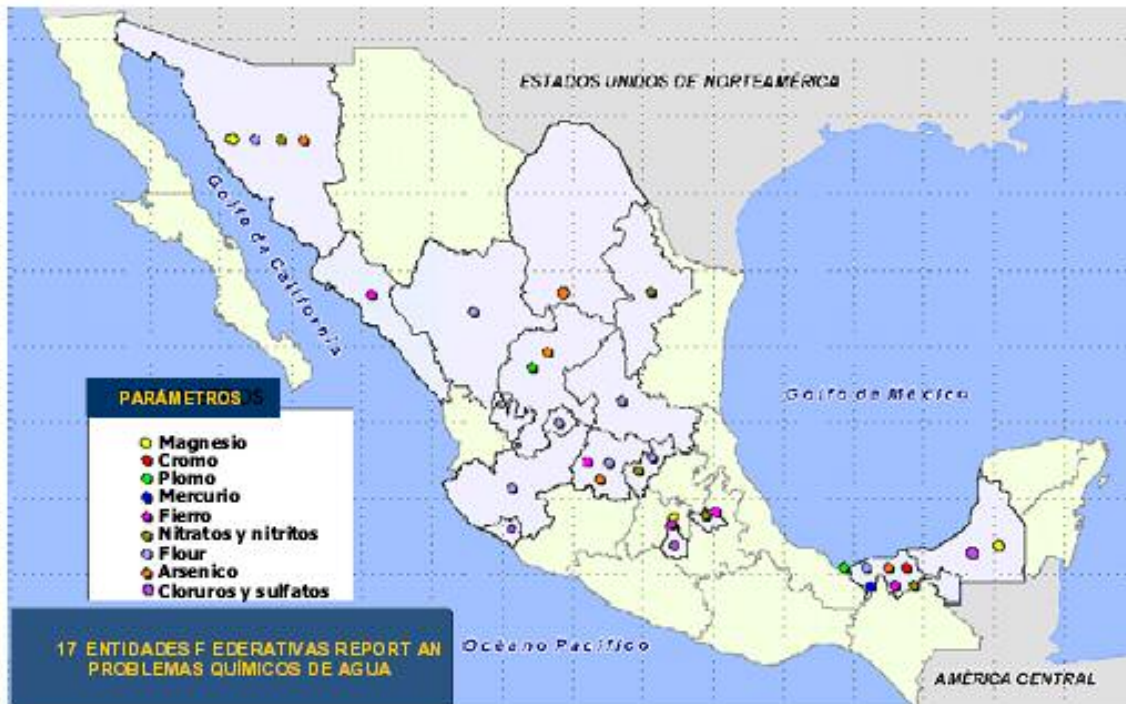 ESTADOS UNIDOS DE NORTEAMÉRICA
Golfo de California
Golfo de México
PARÁMETROS
Magnesio
Cromo
Plomo
Mercurio
Fierro
Nitratos y nitritos
Flour
Arsenico
Cloruros y sulfatos
17 ENTIDADES F EDERATIVAS REPORT AN
PROBLEMAS QUÍMICOS DE AGUA
Océano Pacífico
AMÉRICA CENTRAL